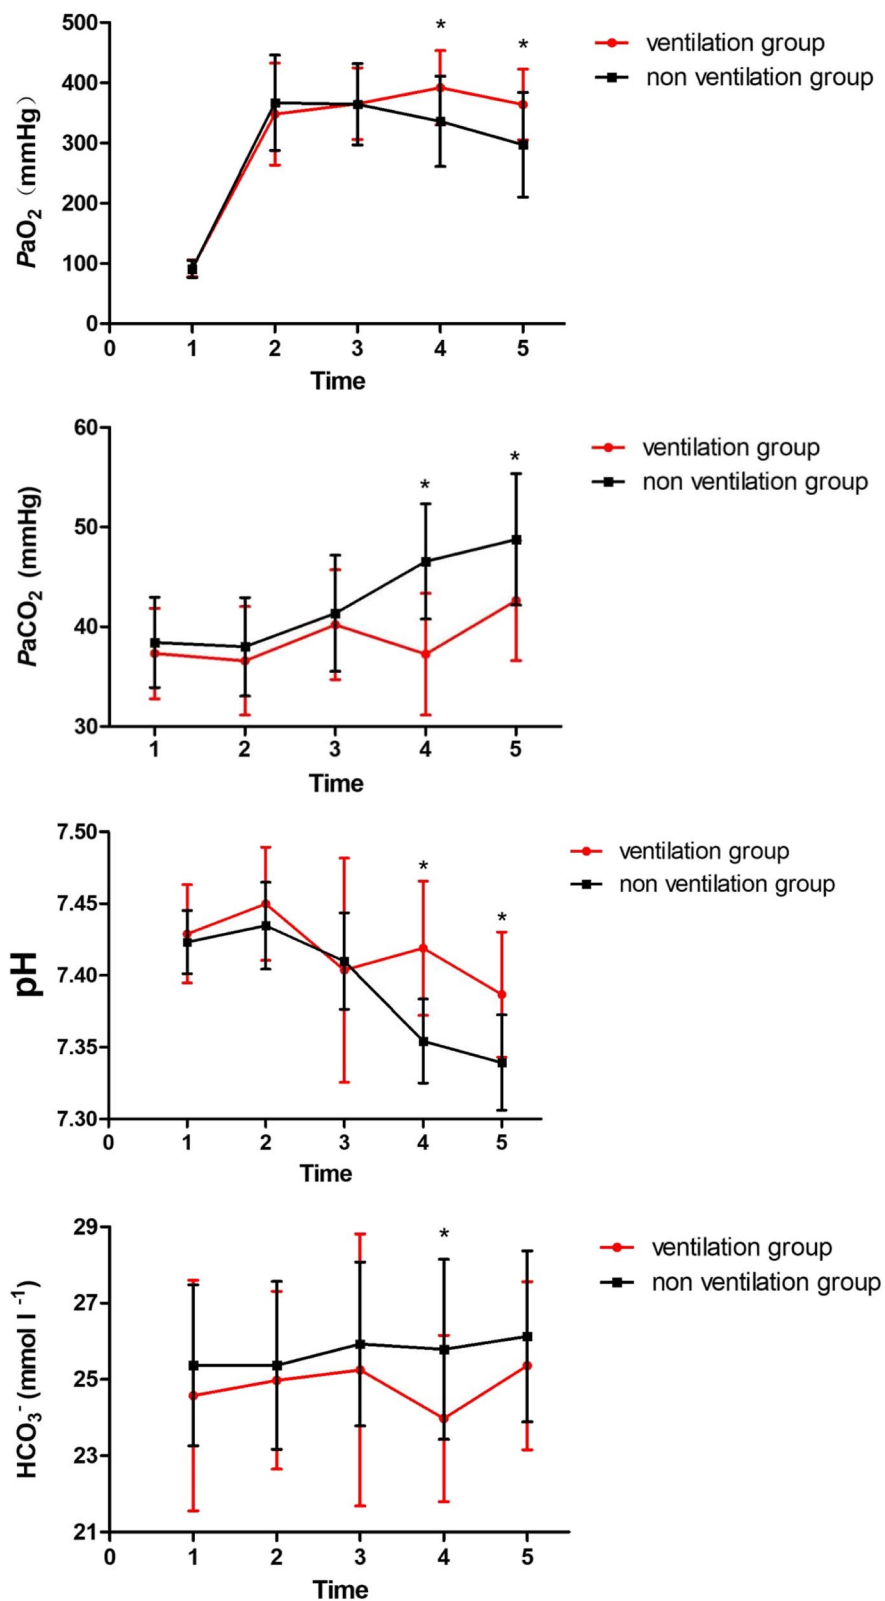 500
400
300
200
100
0
PaO2（mmHg）
0 1 2 3 4 5
Time
* *
ventilation group
non ventilation group
60
50
40
30
PaCO2 (mmHg)
1 2 3 4 5
Time
* *
ventilation group
non ventilation group
7.50
7.45
7.40
7.35
7.30
pH
0 1 2 3 4 5
Time
* *
ventilation group
non ventilation group
29
27
25
23
21
HCO3- (mmol l -1)
0 1 2 3 4 5
Time
*
ventilation group
non ventilation group